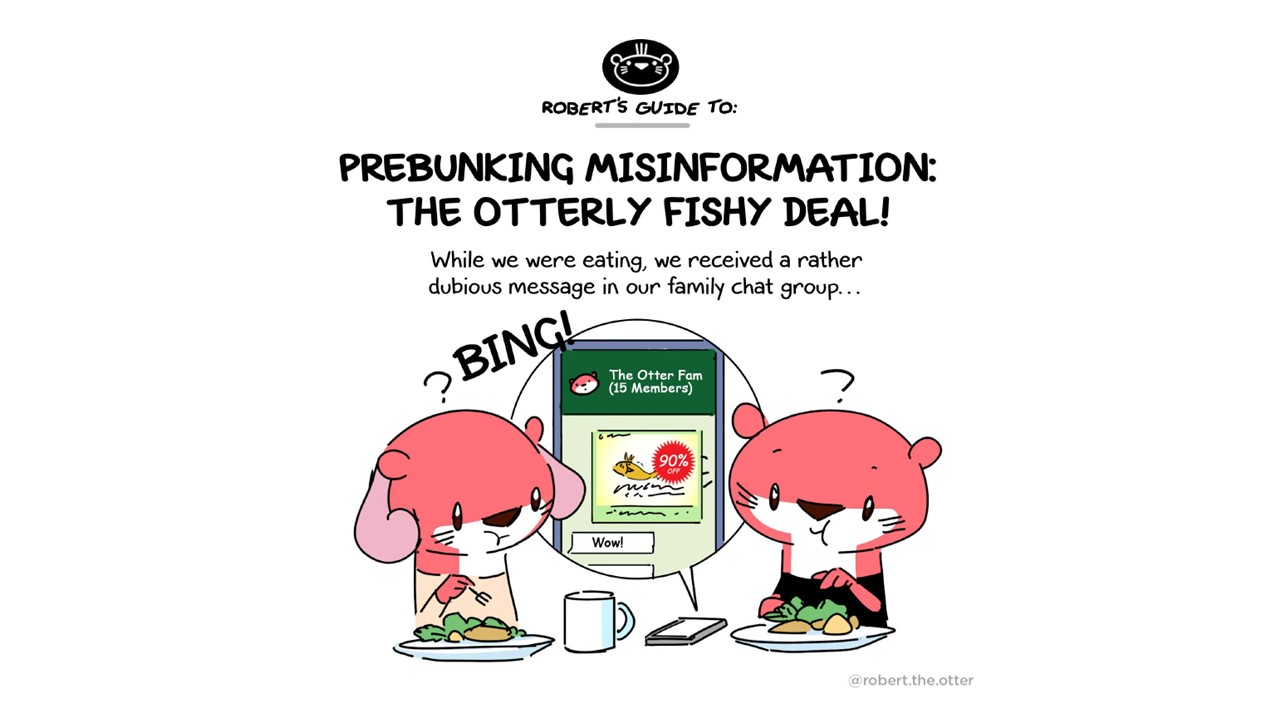 ROBERT'S GUIDE TO:
PREBUNKING MISINFORMATION:
THE OTTERLY FISHY DEAL!
While we were eating, we received a rather
dubious message in our family chat group...
BING!
?
?
The Otter Fam
(15 Members)
90%
OFF
Wow!
@robert.the.otter